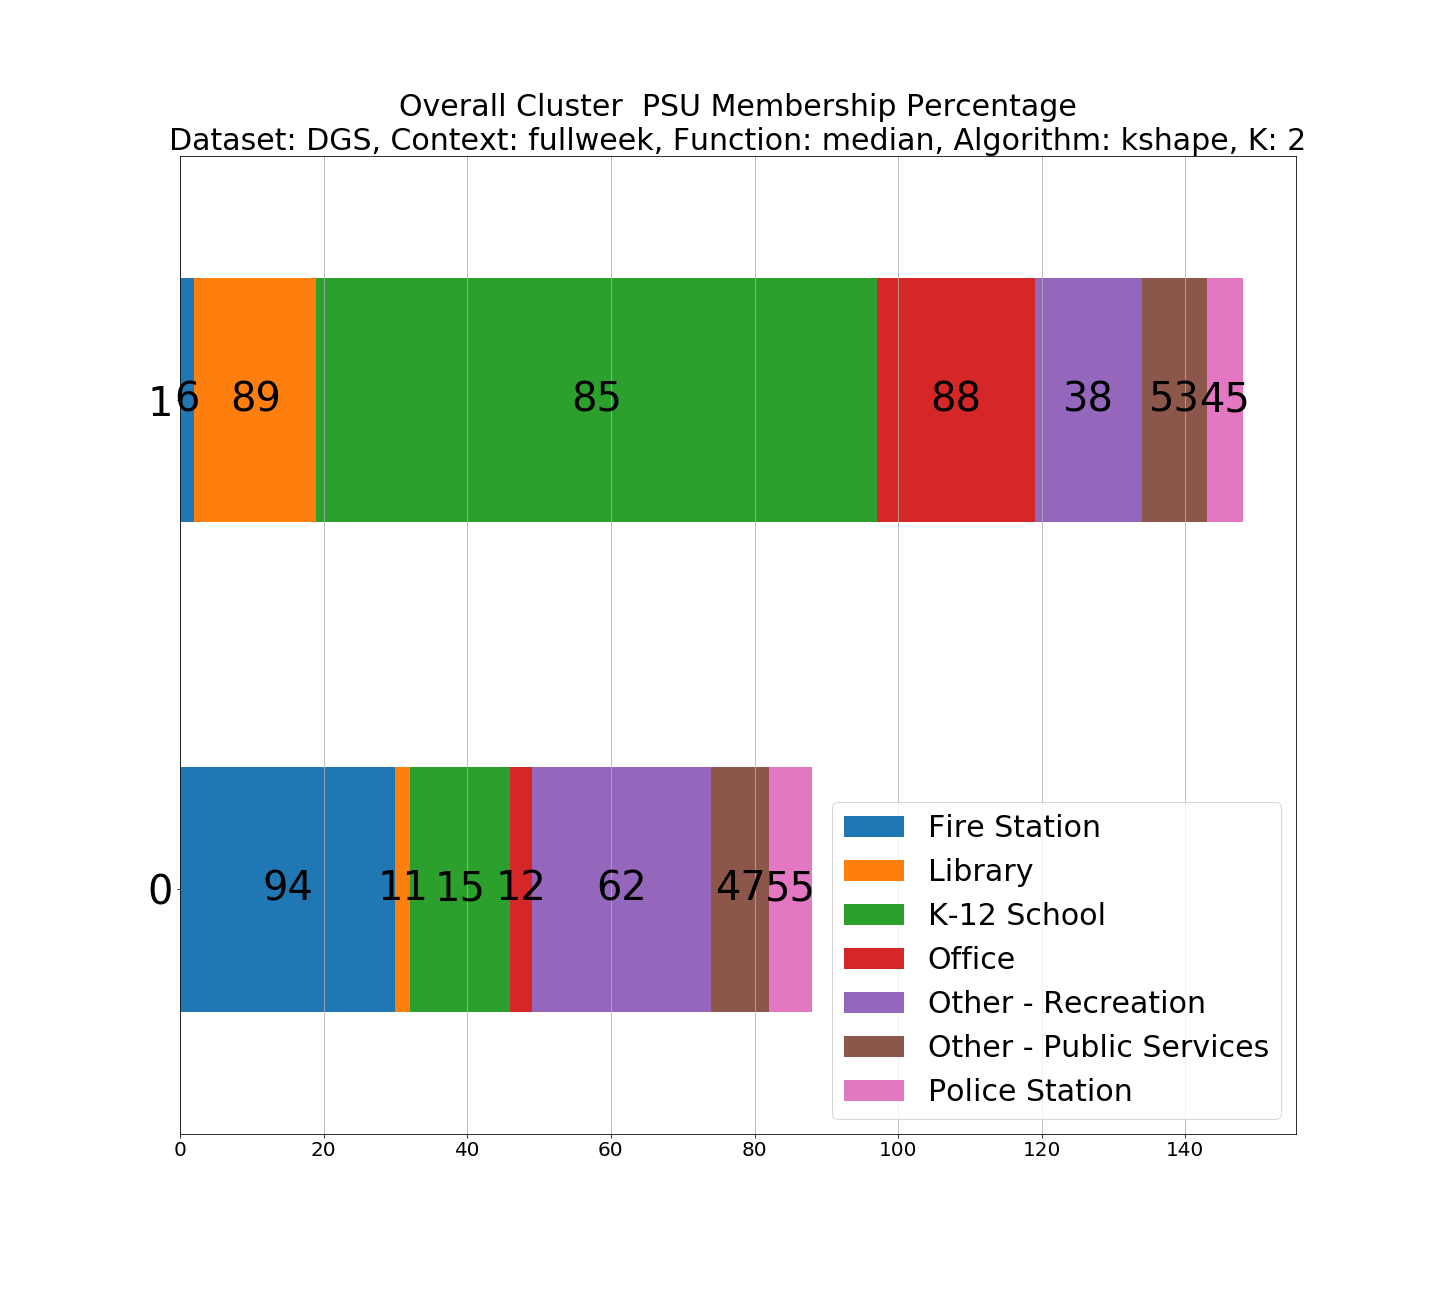 Overall Cluster  PSU Membership Percentage
Dataset: DGS, Context: fullweek, Function: median, Algorithm: kshape, K: 2
1 6 89 85 88 38 53 45
0 94 11 15 12 62 47 55
Fire Station
Library
K-12 School
Office
Other - Recreation
Other - Public Services
Police Station
0 20 40 60 80 100 120 140